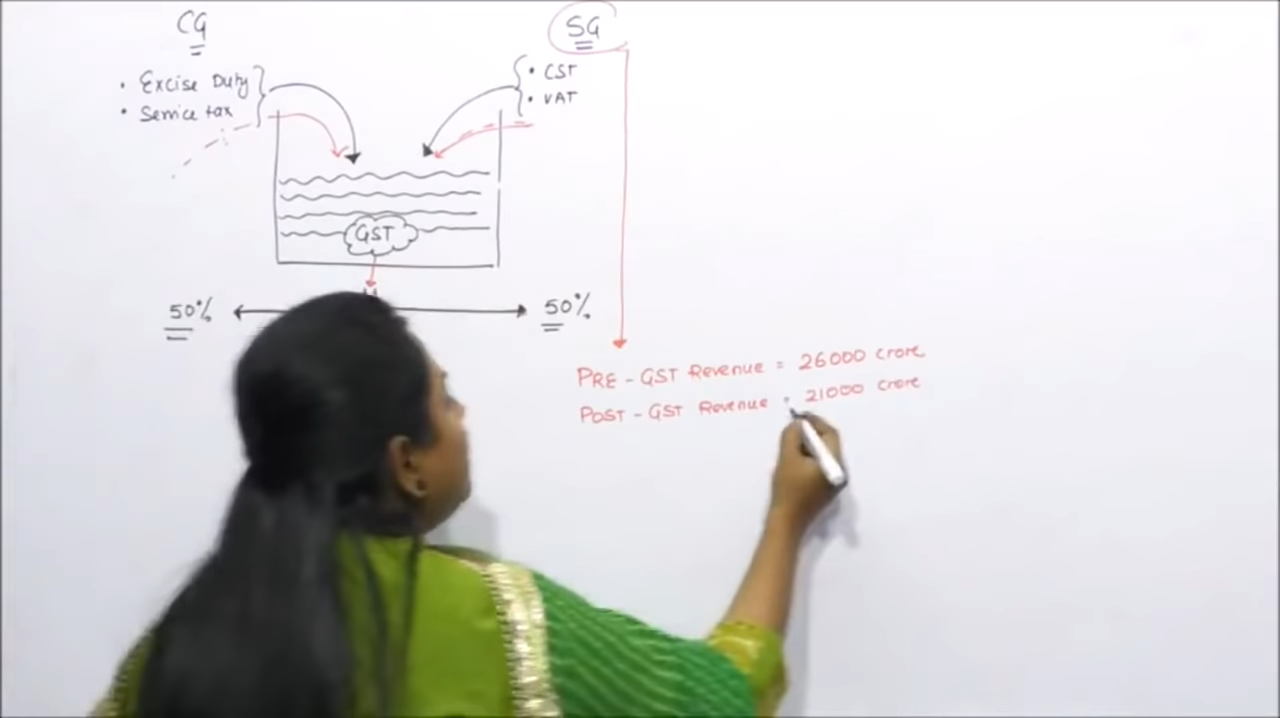 CG
SG
• Excise Duty
• Service tax
• CST
• VAT
GST
50%
50%
PRE - GST Revenue = 26000 crore
POST - GST Revenue = 21000 crore